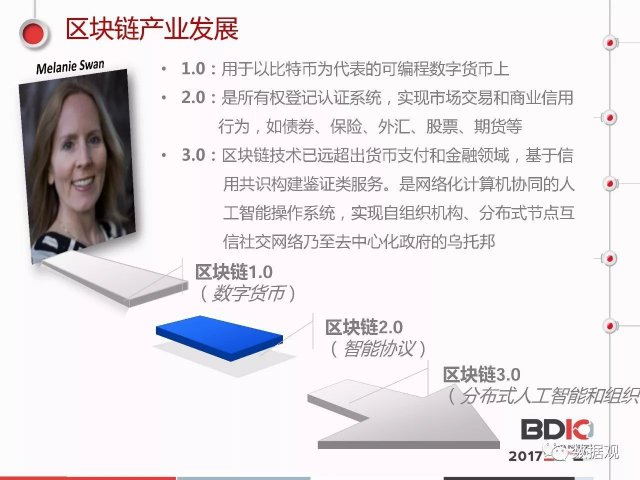 区块链产业发展
Melanie Swan
• 1.0：用于以比特币为代表的可编程数字货币上
• 2.0：是所有权登记认证系统，实现市场交易和商业信用
行为，如债券、保险、外汇、股票、期货等
• 3.0：区块链技术已远超出货币支付和金融领域，基于信
用共识构建鉴证类服务。是网络化计算机协同的人
工智能操作系统，实现自组织机构、分布式节点互
信社交网络乃至去中心化政府的乌托邦
区块链1.0
（数字货币）
区块链2.0
（智能协议）
区块链3.0
（分布式人工智能和组织
2017
数据观